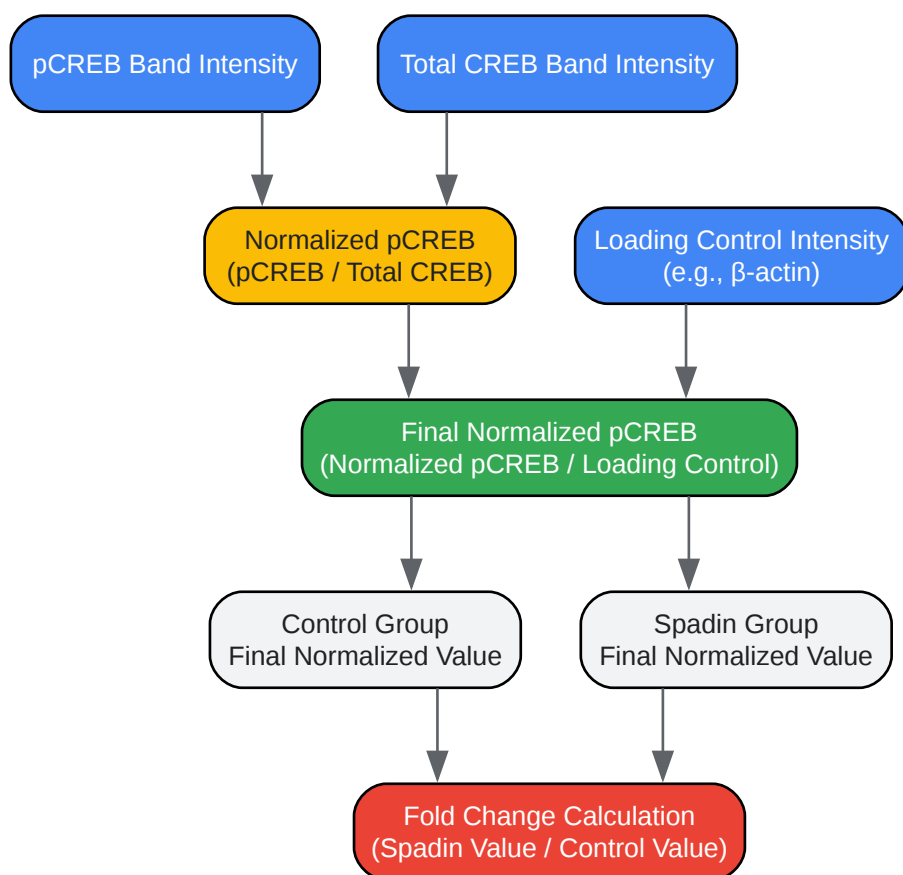 pCREB Band Intensity
Total CREB Band Intensity
Normalized pCREB
(pCREB / Total CREB)
Loading Control Intensity
(e.g., β-actin)
Final Normalized pCREB
(Normalized pCREB / Loading Control)
Control Group
Final Normalized Value
Spadin Group
Final Normalized Value
Fold Change Calculation
(Spadin Value / Control Value)